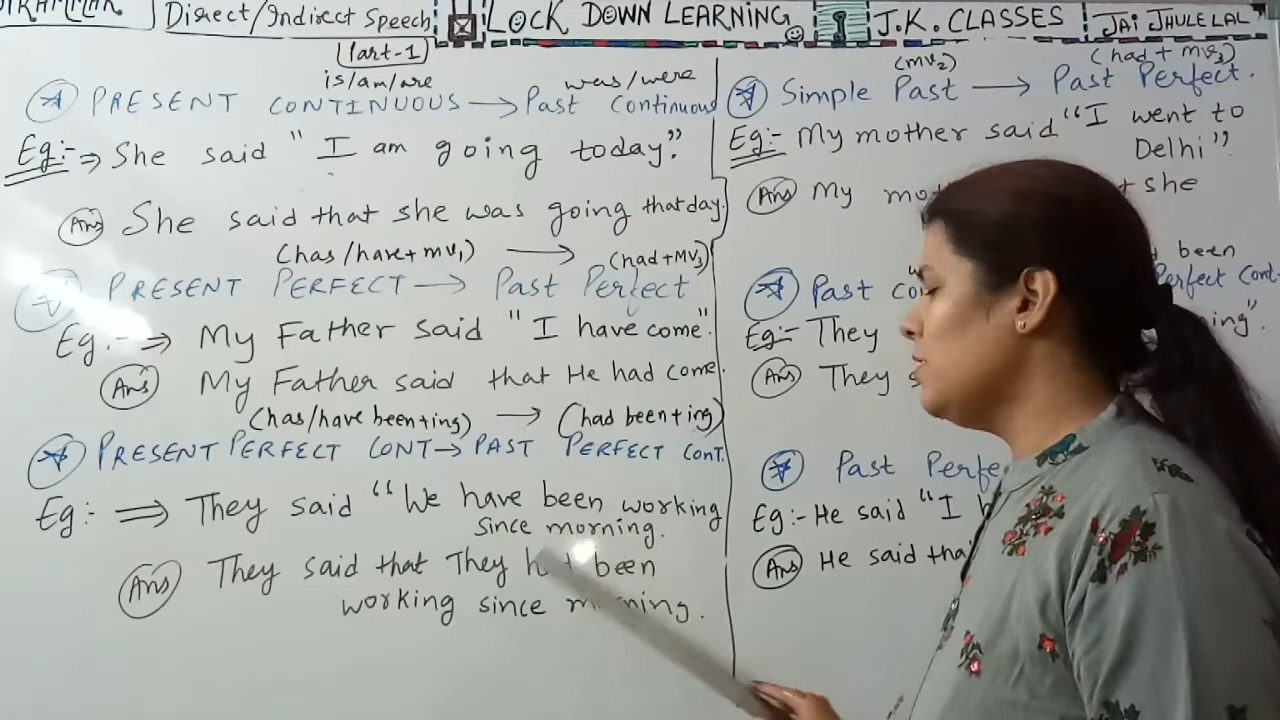 Direct/Indirect Speech
Part-1
LOCK DOWN LEARNING
J.K. CLASSES
JAI JHULELAL
is/am/are
was/were
PRESENT CONTINUOUS → Past Continuous
Eg:- ⇒ She said "I am going today".
Ans She said that she was going that day.
(has/have + mv₁) → (had + MV₃)
PRESENT PERFECT → Past Perfect
Eg.- ⇒ My Father said "I have come".
Ans My Father said that He had come.
(has/have been+ing) → (had been+ing)
PRESENT PERFECT CONT → PAST PERFECT CONT.
Eg:- ⇒ They said "We have been working
since morning.
Ans They said that They been
working since morning.
(mv₂)
(had + mv₃)
Simple Past → Past Perfect.
Eg:- My mother said "I went to
Delhi".
Ans My she
been
Past Perfect Cont.
Eg:- They
Ans They
Past
Eg:- He said "I
Ans He said